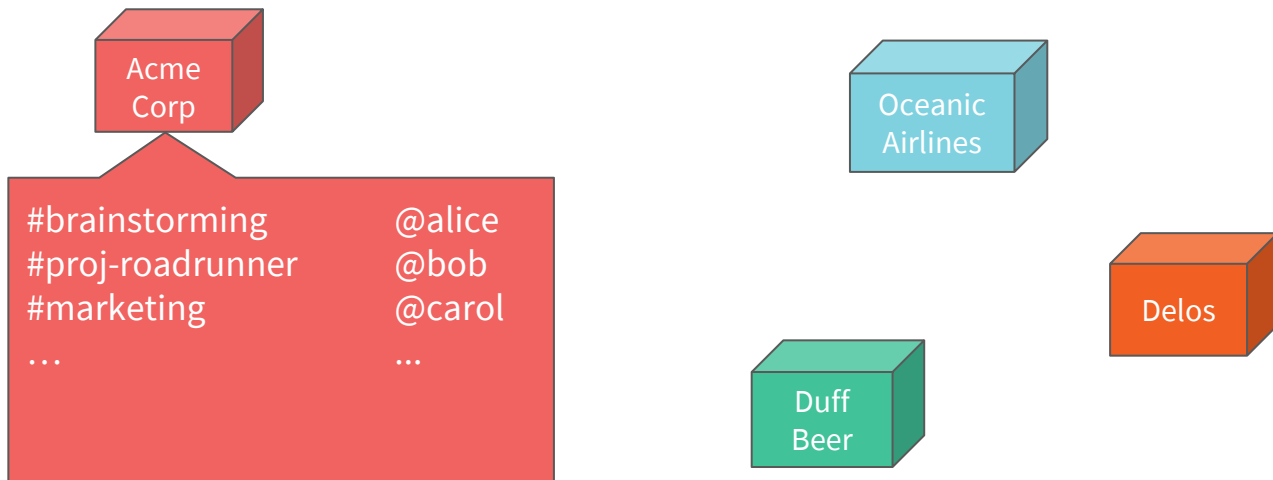 Acme
Corp
#brainstorming
#proj-roadrunner
#marketing
…
@alice
@bob
@carol
...
Oceanic
Airlines
Delos
Duff
Beer